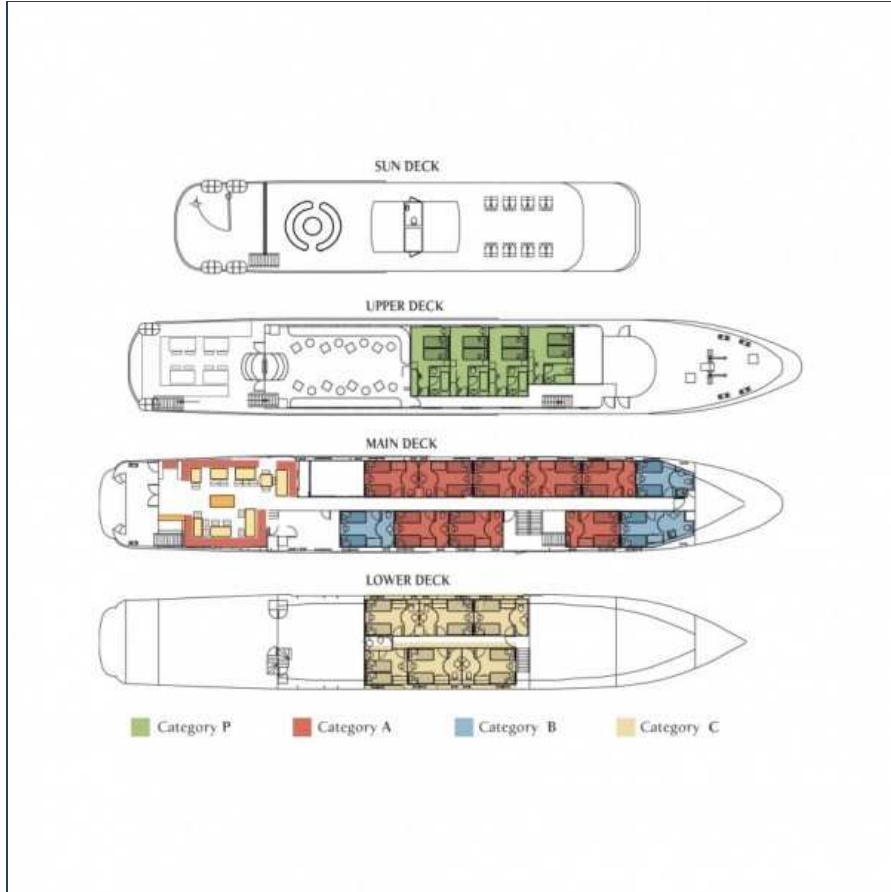 SUN DECK
UPPER DECK
MAIN DECK
LOWER DECK
Category P
Category A
Category B
Category C